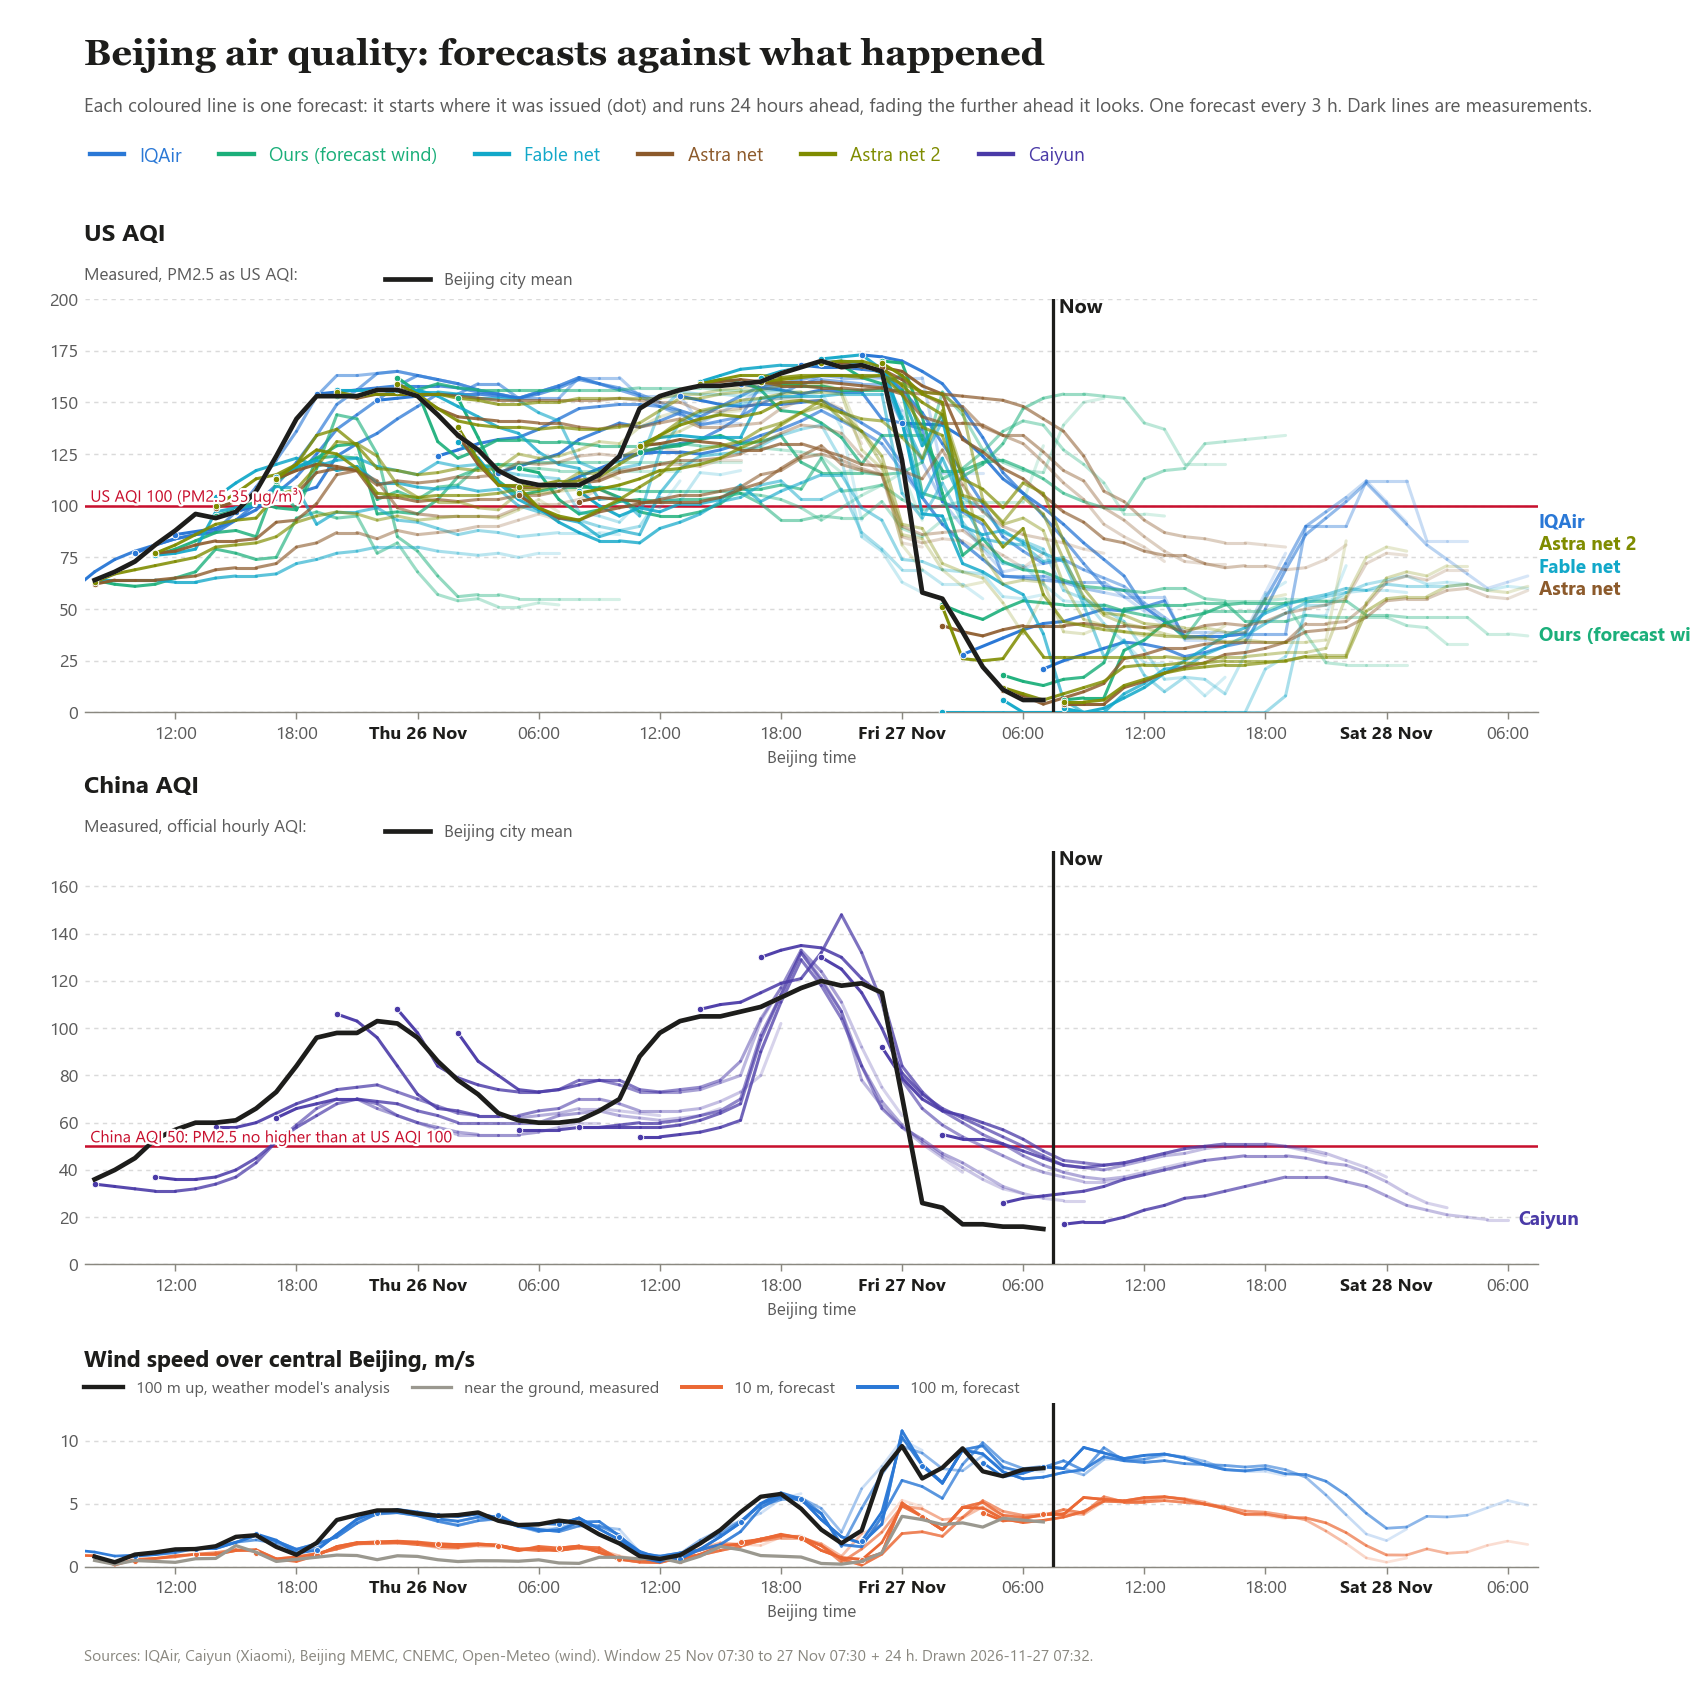 Beijing air quality: forecasts against what happened
Each coloured line is one forecast: it starts where it was issued (dot) and runs 24 hours ahead, fading the further ahead it looks. One forecast every 3 h. Dark lines are measurements.
IQAir Ours (forecast wind) Fable net Astra net Astra net 2 Caiyun
US AQI
Measured, PM2.5 as US AQI: Beijing city mean
200
Now
175
150
125
US AQI 100 (PM2.5 35 µg/m³)
100
IQAir
Astra net 2
75
Fable net
Astra net
50
Ours (forecast wi
25
0
12:00 18:00 Thu 26 Nov 06:00 12:00 18:00 Fri 27 Nov 06:00 12:00 18:00 Sat 28 Nov 06:00
Beijing time
China AQI
Measured, official hourly AQI: Beijing city mean
Now
160
140
120
100
80
60
China AQI 50: PM2.5 no higher than at US AQI 100
40
20
Caiyun
0
12:00 18:00 Thu 26 Nov 06:00 12:00 18:00 Fri 27 Nov 06:00 12:00 18:00 Sat 28 Nov 06:00
Beijing time
Wind speed over central Beijing, m/s
100 m up, weather model's analysis near the ground, measured 10 m, forecast 100 m, forecast
10
5
0
12:00 18:00 Thu 26 Nov 06:00 12:00 18:00 Fri 27 Nov 06:00 12:00 18:00 Sat 28 Nov 06:00
Beijing time
Sources: IQAir, Caiyun (Xiaomi), Beijing MEMC, CNEMC, Open-Meteo (wind). Window 25 Nov 07:30 to 27 Nov 07:30 + 24 h. Drawn 2026-11-27 07:32.